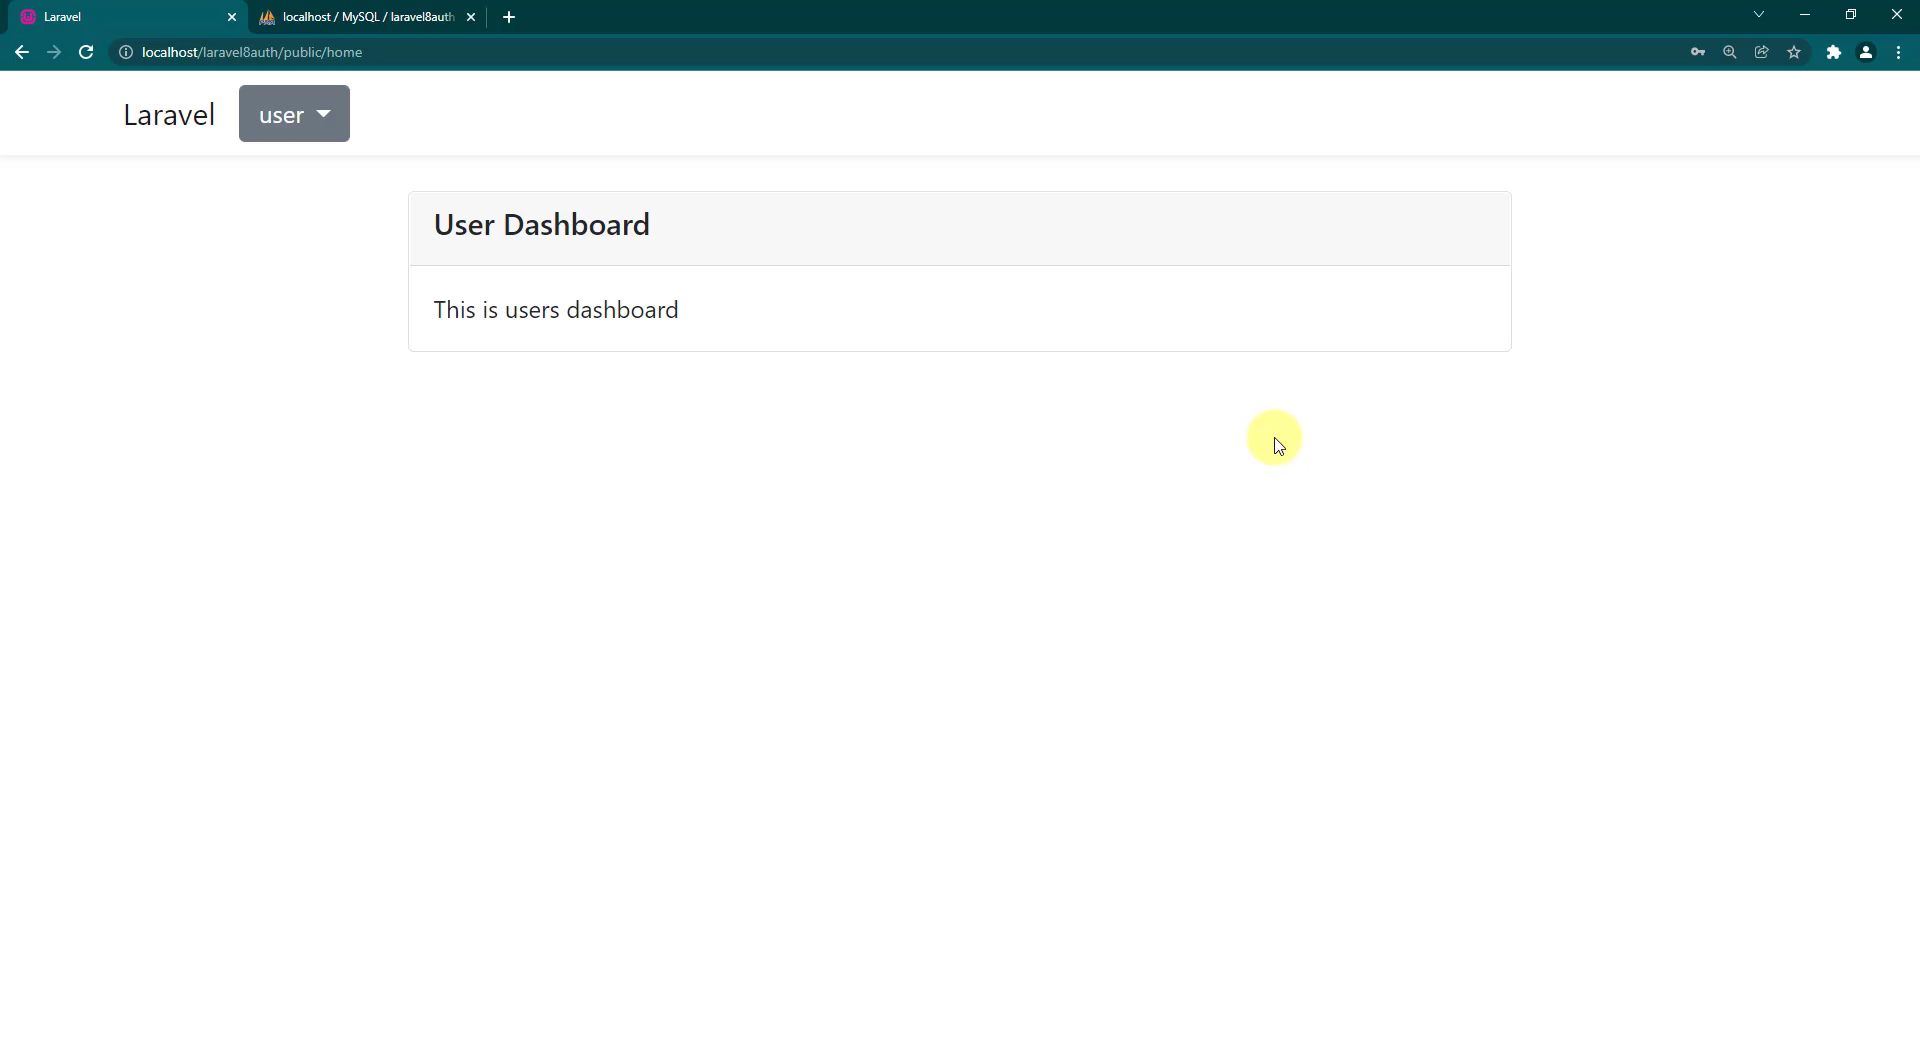 Laravel
localhost / MySQL / laravel8auth
localhost/laravel8auth/public/home
Laravel
user
User Dashboard
This is users dashboard